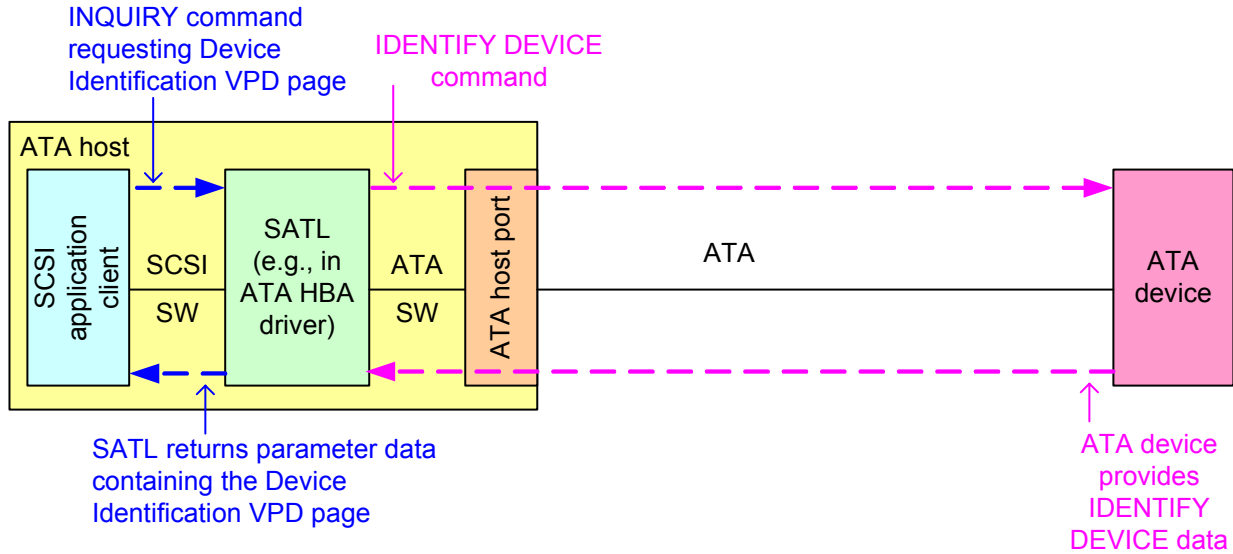 INQUIRY command
requesting Device
Identification VPD page
IDENTIFY DEVICE
command
ATA host
SCSI
application
client
SCSI
SW
SATL
(e.g., in
ATA HBA
driver)
ATA
SW
ATA host port
ATA
ATA
device
SATL returns parameter data
containing the Device
Identification VPD page
ATA device
provides
IDENTIFY
DEVICE data